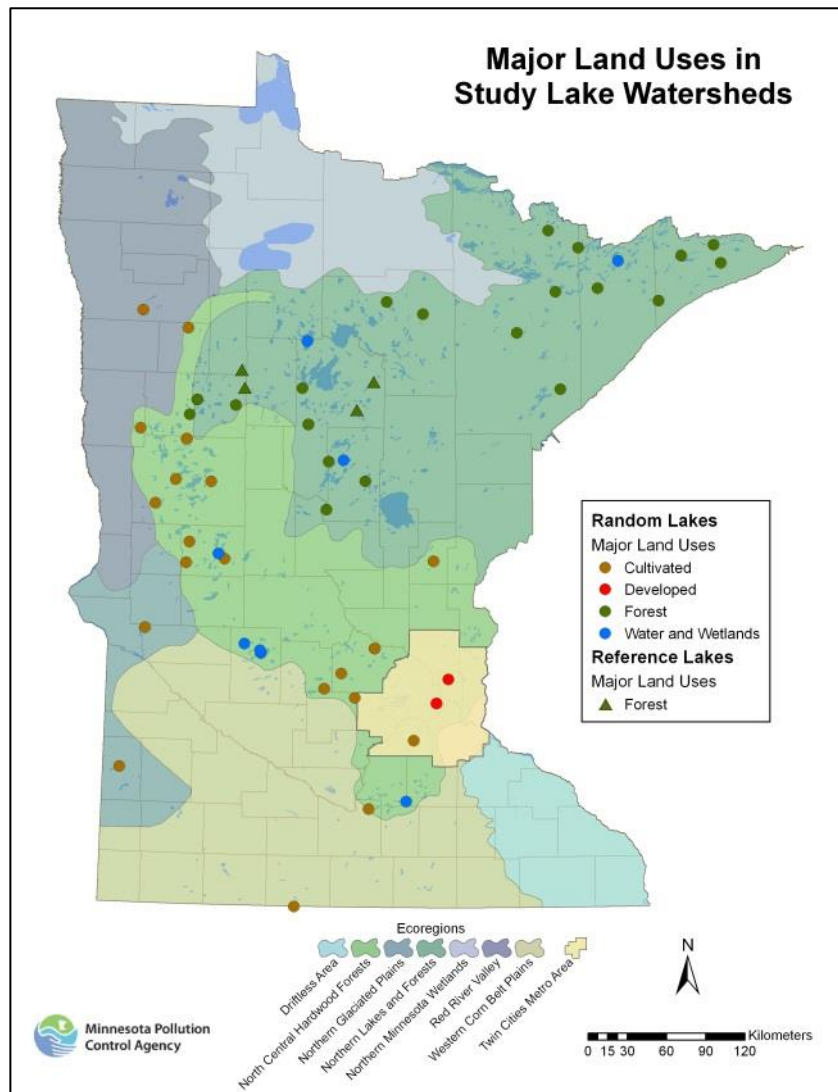 Major Land Uses in
Study Lake Watersheds
Random Lakes
Major Land Uses
Cultivated
Developed
Forest
Water and Wetlands
Reference Lakes
Major Land Uses
Forest
Ecoregions
Driftless Area
North Central Hardwood Forests
Northern Glaciated Plains
Northern Lakes and Forests
Northern Minnesota Wetlands
Red River Valley
Western Corn Belt Plains
Twin Cities Metro Area
N
Kilometers
0 15 30 60 90 120
Minnesota Pollution
Control Agency